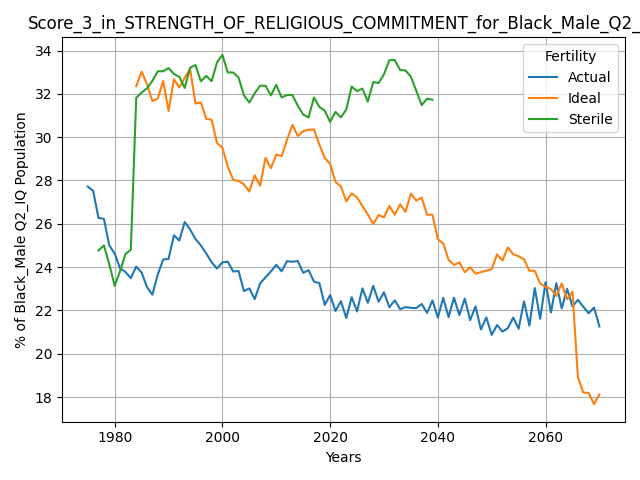 Score_3_in_STRENGTH_OF_RELIGIOUS_COMMITMENT_for_Black_Male_Q2_
Fertility
Actual
Ideal
Sterile
% of Black_Male Q2_IQ Population
34
32
30
28
26
24
22
20
18
1980
2000
2020
2040
2060
Years